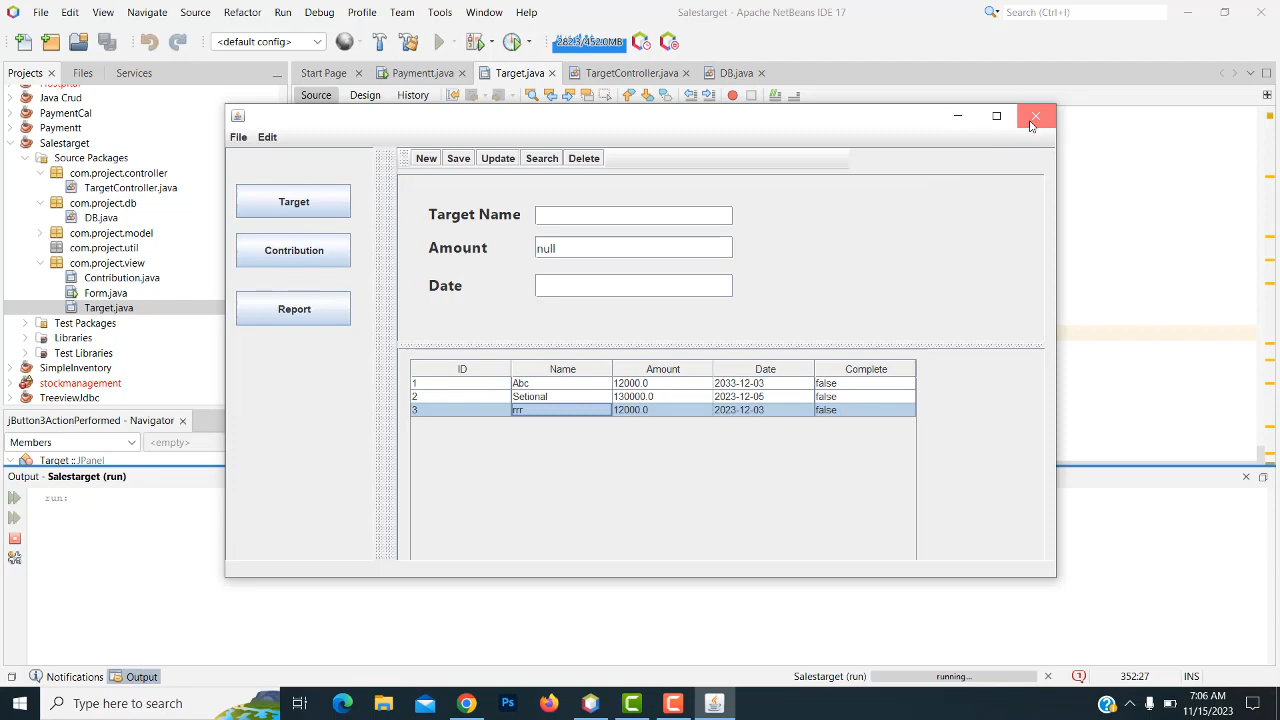 File Edit View Navigate Source Refactor Run Debug Profile Team Tools Window Help Salestarget - Apache NetBeans IDE 17 Search (Ctrl+I)
<default config> 282.3/452.0MB
Projects Files Services Start Page Paymentt.java Target.java TargetController.java DB.java
Source Design History
Java Crud
PaymentCal
Paymentt
Salestarget
Source Packages
com.project.controller
TargetController.java
com.project.db
DB.java
com.project.model
com.project.util
com.project.view
Contribution.java
Form.java
Target.java
Test Packages
Libraries
Test Libraries
SimpleInventory
stockmanagement
TreeviewJdbc
jButton3ActionPerformed - Navigator
Members <empty>
Target :: JPanel
File Edit
New Save Update Search Delete
Target
Contribution
Report
Target Name
Amount null
Date
ID Name Amount Date Complete
1 Abc 12000.0 2033-12-03 false
2 Setional 130000.0 2023-12-05 false
3 rrr 12000.0 2023-12-03 false
Output - Salestarget (run)
run:
Notifications Output Salestarget (run) running... 352:27 INS
Type here to search
Ps
7:06 AM
11/15/2023